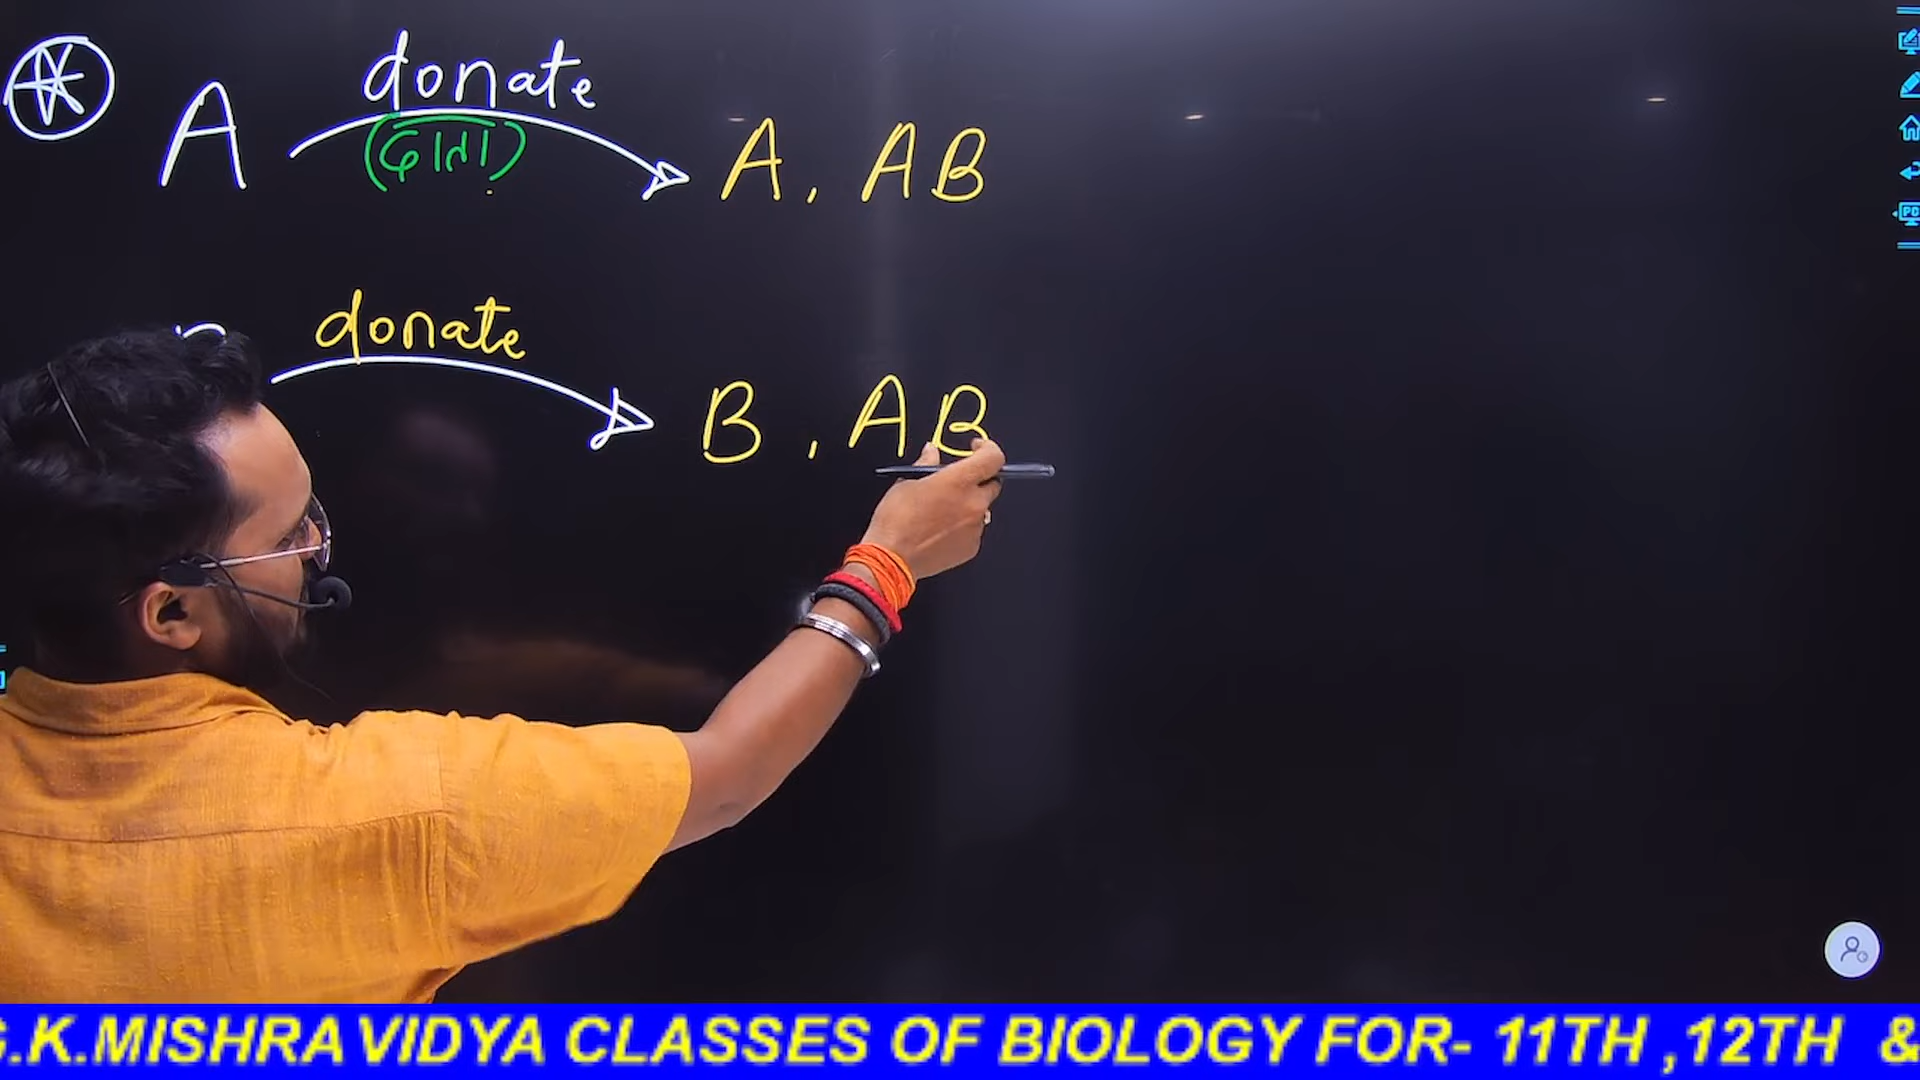 donate
A
A, AB
donate
B, AB
G.K.MISHRA VIDYA CLASSES OF BIOLOGY FOR- 11TH ,12TH &